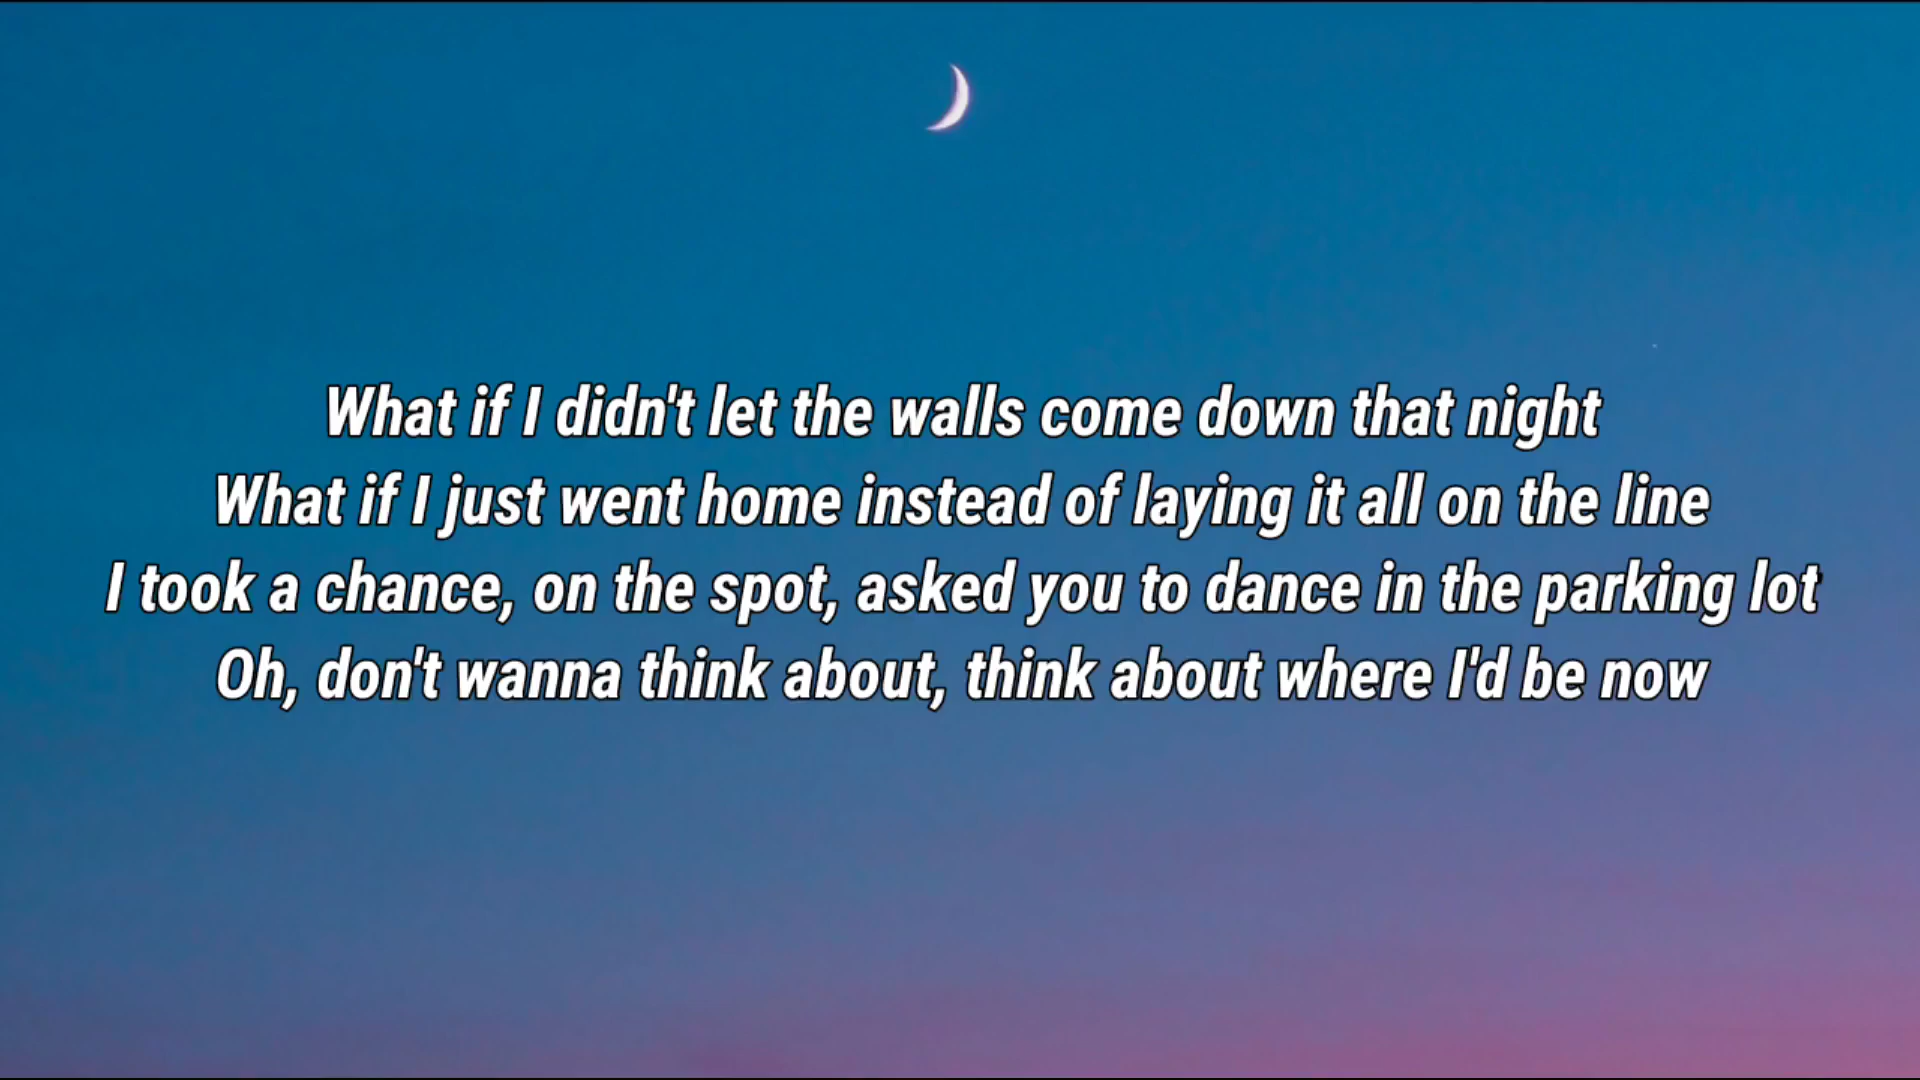 What if I didn't let the walls come down that night
What if I just went home instead of laying it all on the line
I took a chance, on the spot, asked you to dance in the parking lot
Oh, don't wanna think about, think about where I'd be now